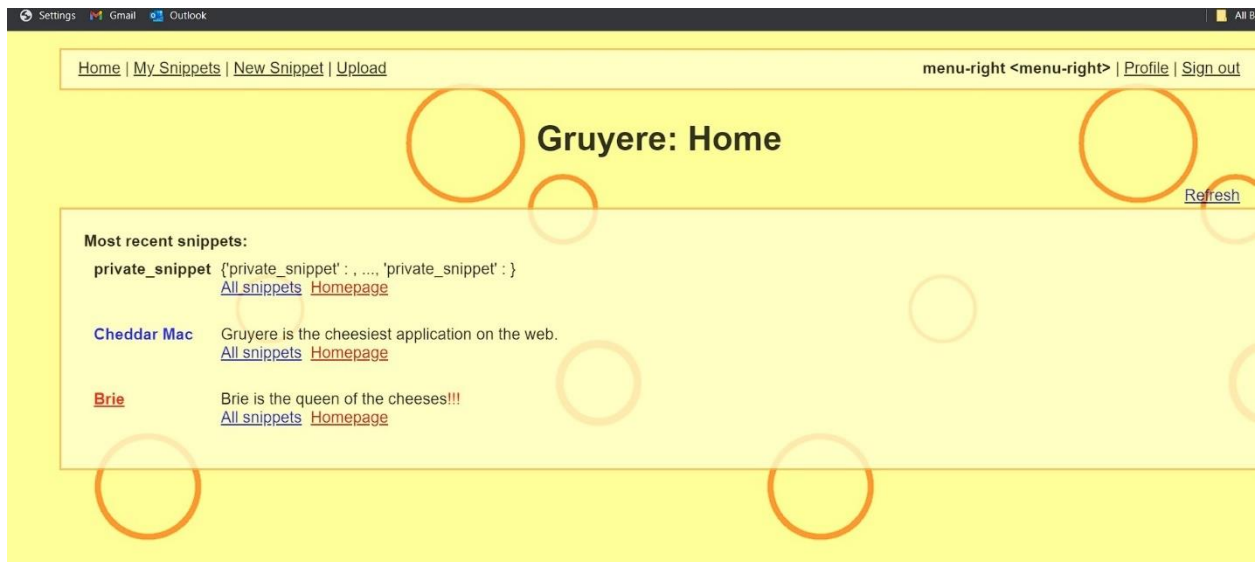 Settings Gmail Outlook All B
Home | My Snippets | New Snippet | Upload menu-right <menu-right> | Profile | Sign out
Gruyere: Home
Refresh
Most recent snippets:
private_snippet {'private_snippet' : , ..., 'private_snippet' : }
All snippets Homepage
Cheddar Mac Gruyere is the cheesiest application on the web.
All snippets Homepage
Brie Brie is the queen of the cheeses!!!
All snippets Homepage